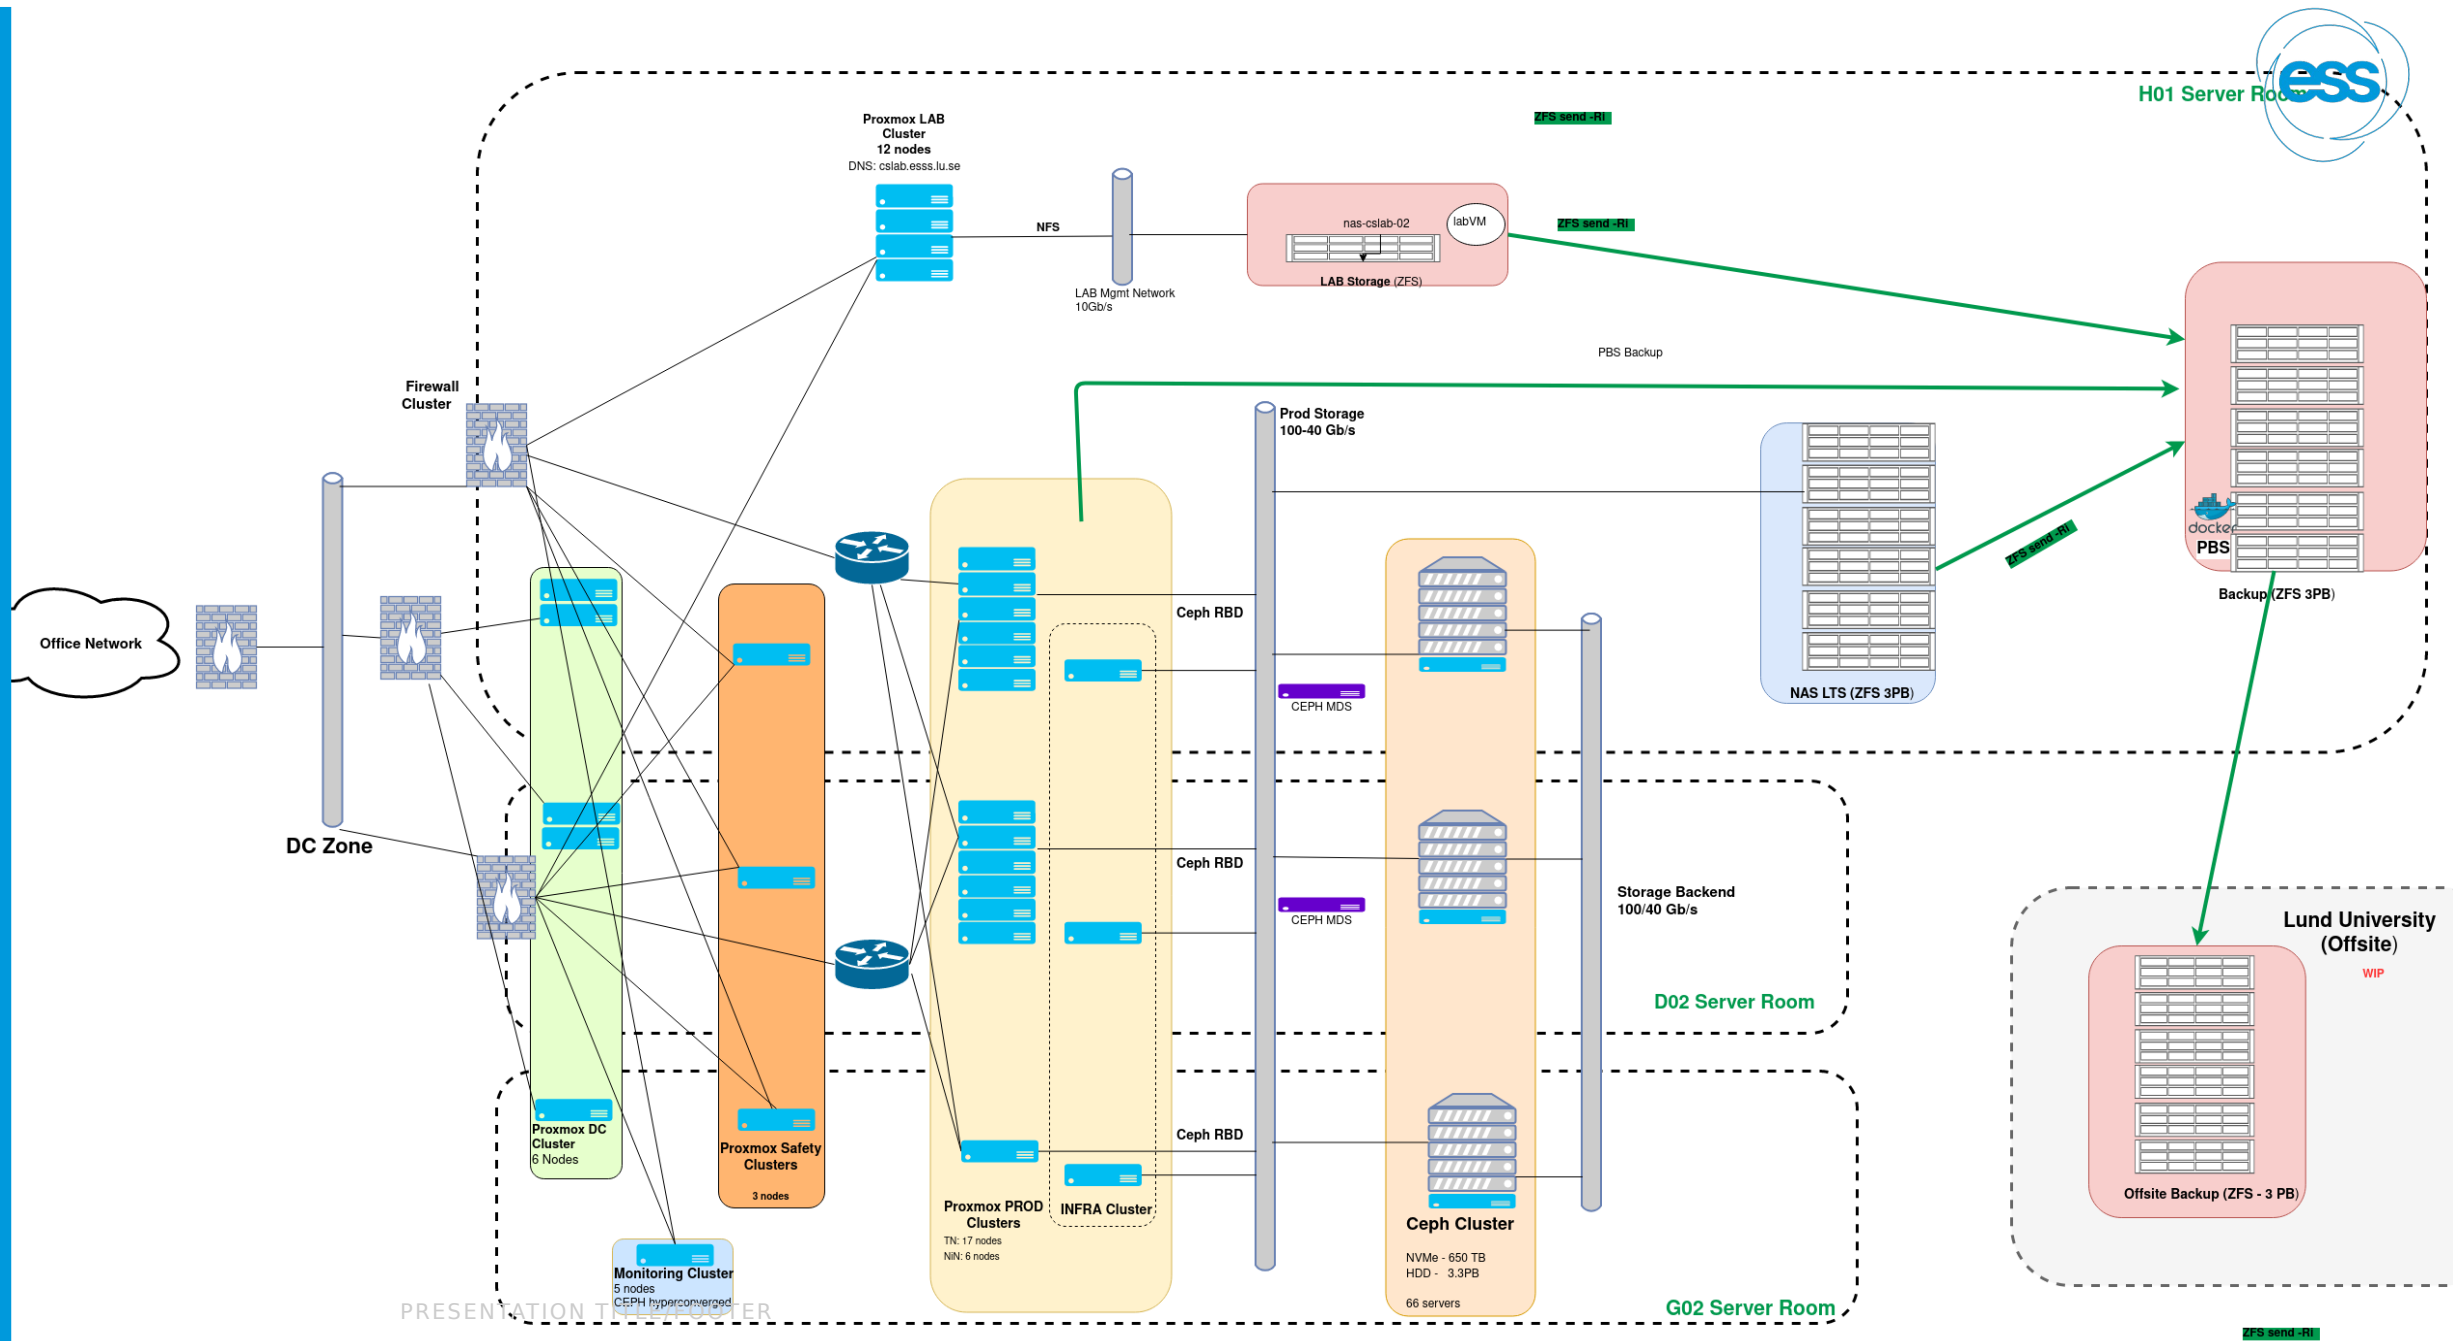 ess
H01 Server Room
ZFS send -RI
Proxmox LAB
Cluster
12 nodes
DNS: cslab.esss.lu.se
NFS
LAB Mgmt Network
10Gb/s
nas-cslab-02
labVM
LAB Storage (ZFS)
ZFS send -RI
PBS Backup
Firewall
Cluster
Prod Storage
100-40 Gb/s
ZFS send -RI
docker
PBS
Backup (ZFS 3PB)
NAS LTS (ZFS 3PB)
Office Network
DC Zone
Ceph RBD
CEPH MDS
Ceph RBD
CEPH MDS
Storage Backend
100/40 Gb/s
D02 Server Room
Lund University
(Offsite)
WIP
Offsite Backup (ZFS - 3 PB)
Proxmox DC
Cluster
6 Nodes
Proxmox Safety
Clusters
3 nodes
Ceph RBD
Proxmox PROD
Clusters
TN: 17 nodes
NiN: 6 nodes
INFRA Cluster
Ceph Cluster
NVMe - 650 TB
HDD - 3.3PB
66 servers
Monitoring Cluster
5 nodes
CEPH hyperconverged
PRESENTATION TITLE/FOOTER
G02 Server Room
ZFS send -RI